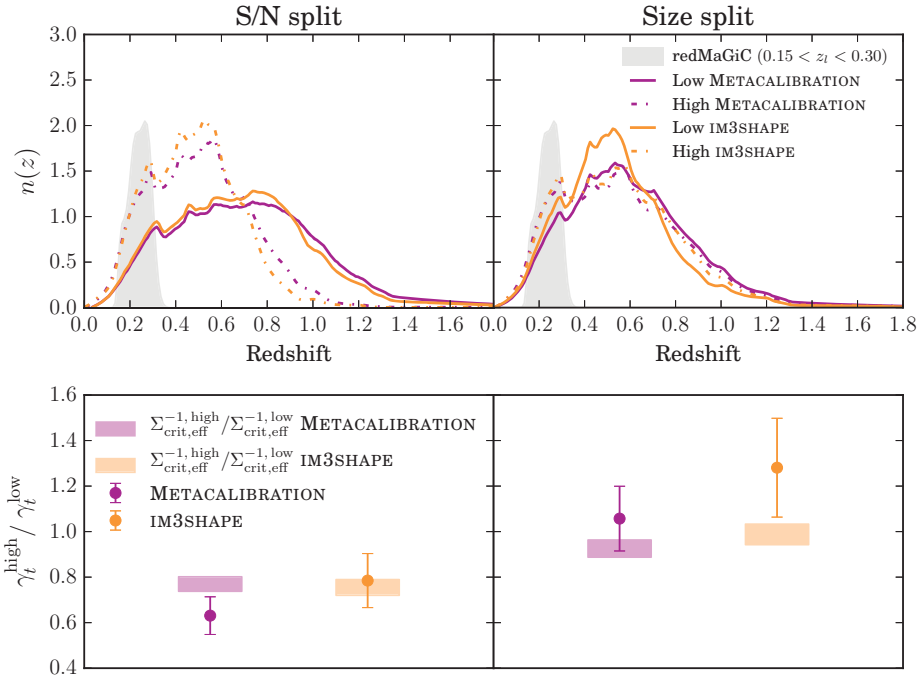 S/N split
Size split
3.0
2.5
2.0
1.5
1.0
0.5
0.0
n(z)
redMaGiC (0.15 < z_l < 0.30)
Low METACALIBRATION
High METACALIBRATION
Low IM3SHAPE
High IM3SHAPE
0.0 0.2 0.4 0.6 0.8 1.0 1.2 1.4 0.0 0.2 0.4 0.6 0.8 1.0 1.2 1.4 1.6 1.8
Redshift
Redshift
1.6
1.4
1.2
1.0
0.8
0.6
0.4
γ_t^high / γ_t^low
Σ_crit,eff^−1,high/Σ_crit,eff^−1,low METACALIBRATION
Σ_crit,eff^−1,high/Σ_crit,eff^−1,low IM3SHAPE
METACALIBRATION
IM3SHAPE